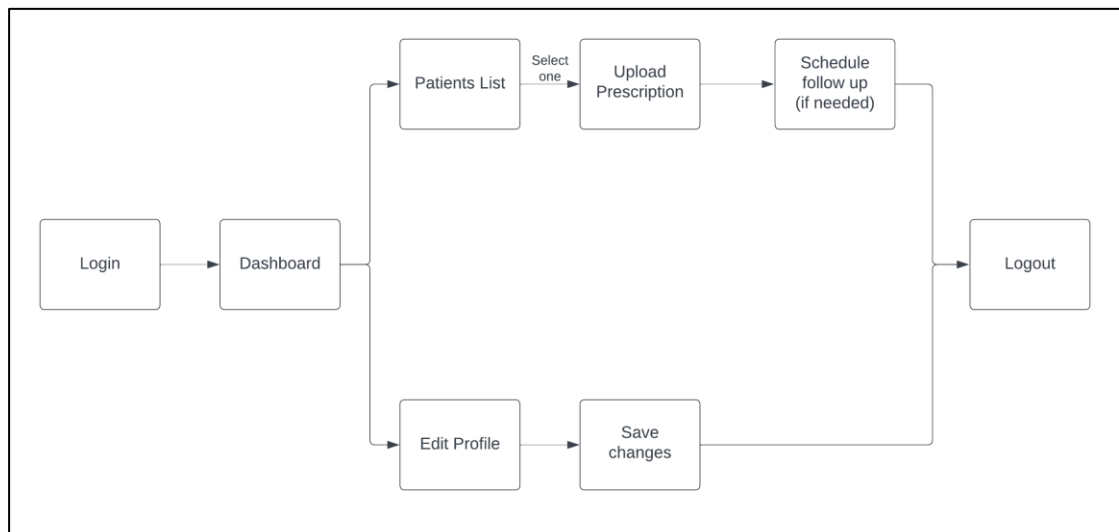 Patients List
Select
one
Upload
Prescription
Schedule
follow up
(if needed)
Login
Dashboard
Logout
Edit Profile
Save
changes